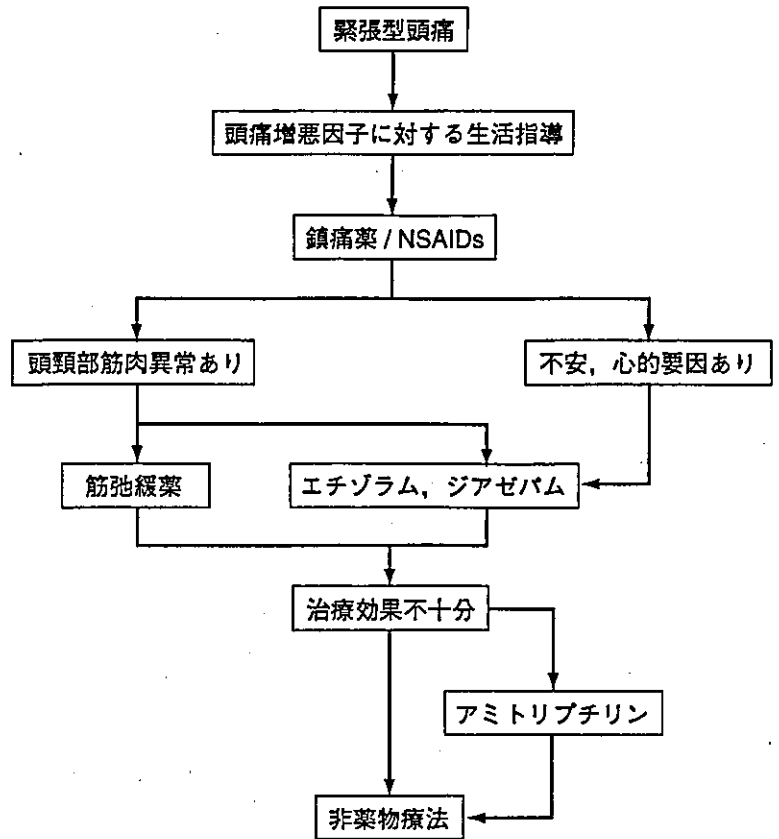 緊張型頭痛
頭痛増悪因子に対する生活指導
鎮痛薬 / NSAIDs
頭頸部筋肉異常あり
不安，心的要因あり
筋弛緩薬
エチゾラム，ジアゼパム
治療効果不十分
アミトリプチリン
非薬物療法